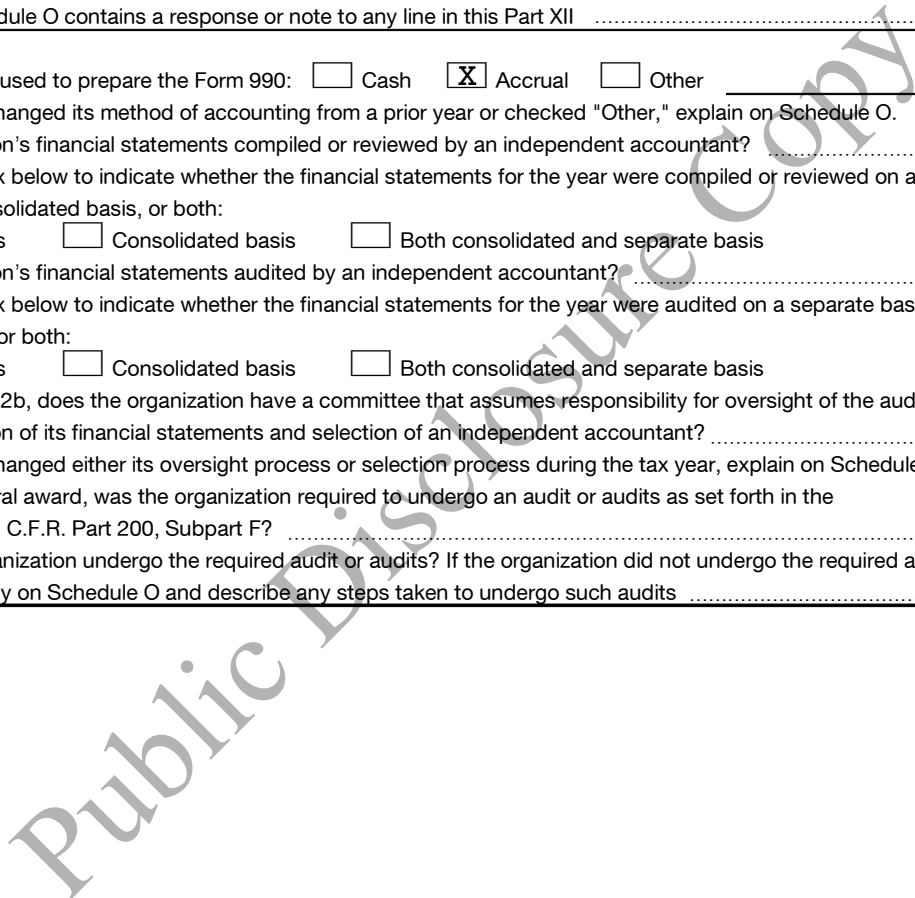 dule O contains a response or note to any line in this Part XII
used to prepare the Form 990: Cash X Accrual Other
hanged its method of accounting from a prior year or checked "Other," explain on Schedule O.
n's financial statements compiled or reviewed by an independent accountant?
x below to indicate whether the financial statements for the year were compiled or reviewed on a
solidated basis, or both:
s Consolidated basis Both consolidated and separate basis
n's financial statements audited by an independent accountant?
x below to indicate whether the financial statements for the year were audited on a separate bas
or both:
s Consolidated basis Both consolidated and separate basis
2b, does the organization have a committee that assumes responsibility for oversight of the aud
n of its financial statements and selection of an independent accountant?
hanged either its oversight process or selection process during the tax year, explain on Schedule
ral award, was the organization required to undergo an audit or audits as set forth in the
C.F.R. Part 200, Subpart F?
anization undergo the required audit or audits? If the organization did not undergo the required a
y on Schedule O and describe any steps taken to undergo such audits
Public Disclosure Copy